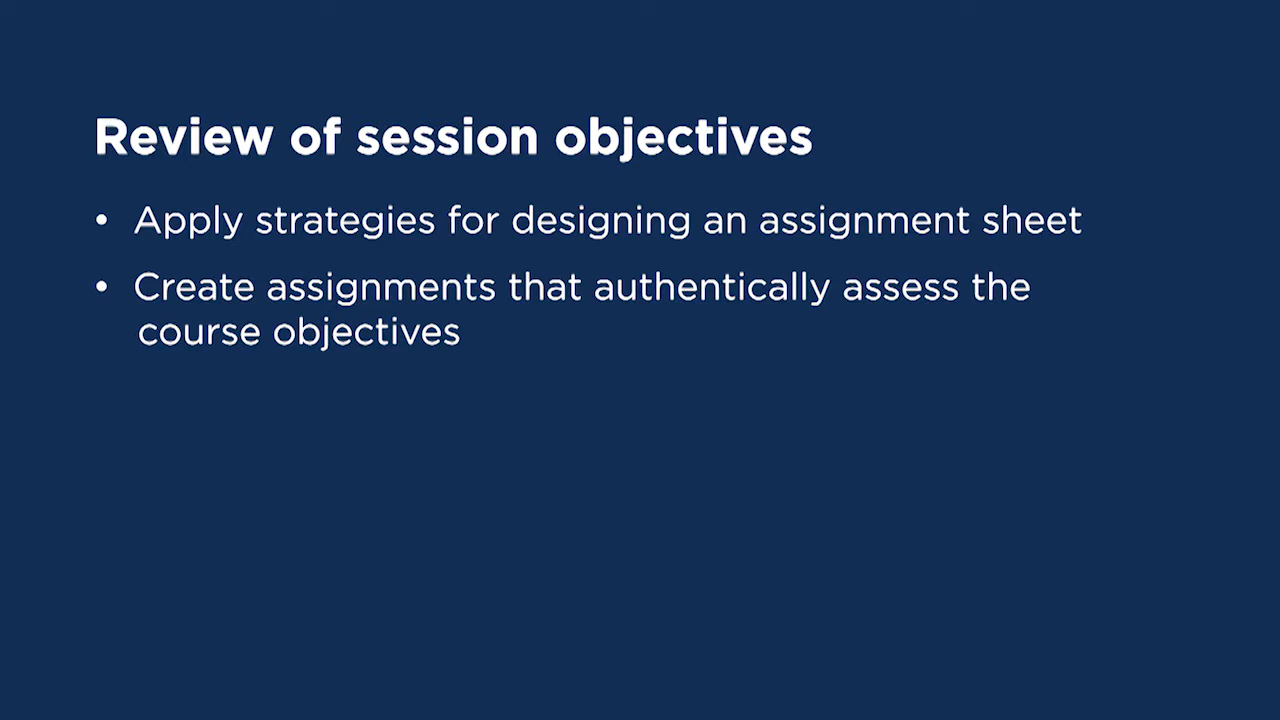 Review of session objectives
• Apply strategies for designing an assignment sheet
• Create assignments that authentically assess the
course objectives